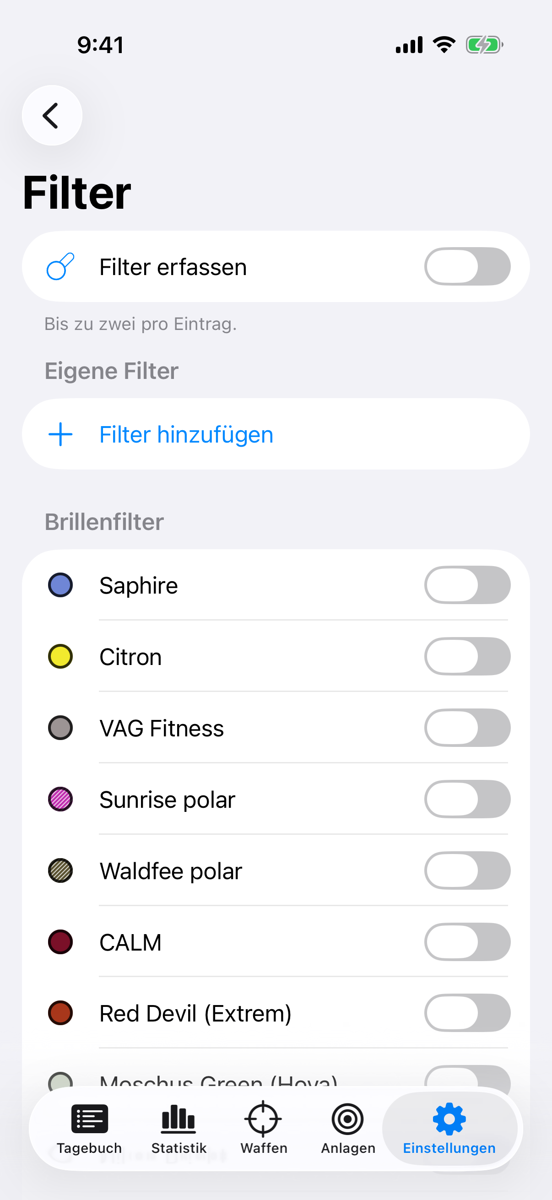 9:41
Filter
Filter erfassen
Bis zu zwei pro Eintrag.
Eigene Filter
Filter hinzufügen
Brillenfilter
Saphire
Citron
VAG Fitness
Sunrise polar
Waldfee polar
CALM
Red Devil (Extrem)
Moschus Green (Hoya)
Tagebuch
Statistik
Waffen
Anlagen
Einstellungen